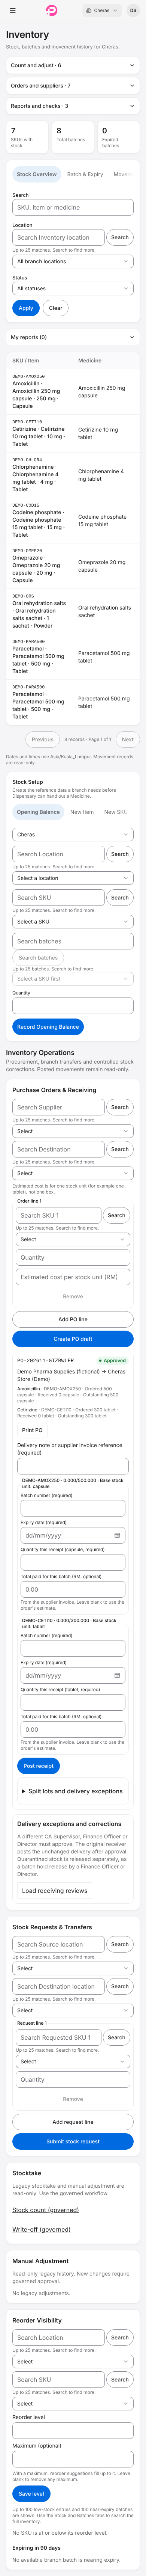 Cheras
DS
Inventory
Stock, batches, and movement history for Cheras.
Count and adjust · 6
Orders and suppliers · 7
Reports and checks · 3
7
SKUs with stock
8
Total batches
0
Expired batches
Stock Overview
Batch & Expiry
Search
SKU, item or medicine
Location
Search Inventory location
Search
Up to 25 matches. Search to find more.
All branch locations
Status
All statuses
Apply
Clear
My reports (0)
SKU / Item
Medicine
DEMO-AMOX250
Amoxicillin ·
Amoxicillin 250 mg
capsule · 250 mg ·
Capsule
Amoxicillin 250 mg
capsule
DEMO-CETI10
Cetirizine · Cetirizine
10 mg tablet · 10 mg ·
Tablet
Cetirizine 10 mg
tablet
DEMO-CHLOR4
Chlorphenamine ·
Chlorphenamine 4
mg tablet · 4 mg ·
Tablet
Chlorphenamine 4
mg tablet
DEMO-CODI15
Codeine phosphate ·
Codeine phosphate
15 mg tablet · 15 mg ·
Tablet
Codeine phosphate
15 mg tablet
DEMO-OMEP20
Omeprazole ·
Omeprazole 20 mg
capsule · 20 mg ·
Capsule
Omeprazole 20 mg
capsule
DEMO-ORS
Oral rehydration salts
· Oral rehydration
salts sachet · 1
sachet · Powder
Oral rehydration salts
sachet
DEMO-PARA500
Paracetamol ·
Paracetamol 500 mg
tablet · 500 mg ·
Tablet
Paracetamol 500 mg
tablet
DEMO-PARA500
Paracetamol ·
Paracetamol 500 mg
tablet · 500 mg ·
Tablet
Paracetamol 500 mg
tablet
Previous
8 records · Page 1 of 1
Next
Dates and times use Asia/Kuala_Lumpur. Movement records are read-only.
Stock Setup
Create the reference data a branch needs before Dispensary can hand out a Medicine.
Opening Balance
New Item
New SKU
Cheras
Search Location
Search
Up to 25 matches. Search to find more.
Select a location
Search SKU
Search
Up to 25 matches. Search to find more.
Select a SKU
Search batches
Search batches
Up to 25 batches. Search to find more.
Select a SKU first
Quantity
Record Opening Balance
Inventory Operations
Procurement, branch transfers and controlled stock corrections. Posted movements remain read-only.
Purchase Orders & Receiving
Search Supplier
Search
Up to 25 matches. Search to find more.
Select
Search Destination
Search
Up to 25 matches. Search to find more.
Select
Estimated cost is for one stock unit (for example one tablet), not one box.
Order line 1
Search SKU 1
Search
Up to 25 matches. Search to find more.
Select
Quantity
Estimated cost per stock unit (RM)
Remove
Add PO line
Create PO draft
PO-202611-GIZBWLFR
Approved
Demo Pharma Supplies (fictional) → Cheras Store (Demo)
Amoxicillin · DEMO-AMOX250 · Ordered 500 capsule · Received 0 capsule · Outstanding 500 capsule
Cetirizine · DEMO-CETI10 · Ordered 300 tablet · Received 0 tablet · Outstanding 300 tablet
Print PO
Delivery note or supplier invoice reference (required)
DEMO-AMOX250 · 0.000/500.000 · Base stock unit: capsule
Batch number (required)
Expiry date (required)
dd/mm/yyyy
Quantity this receipt (capsule, required)
Total paid for this batch (RM, optional)
0.00
From the supplier invoice. Leave blank to use the order's estimate.
DEMO-CETI10 · 0.000/300.000 · Base stock unit: tablet
Batch number (required)
Expiry date (required)
dd/mm/yyyy
Quantity this receipt (tablet, required)
Total paid for this batch (RM, optional)
0.00
From the supplier invoice. Leave blank to use the order's estimate.
Post receipt
Split lots and delivery exceptions
Delivery exceptions and corrections
A different CA Supervisor, Finance Officer or Director must approve. The original receiver posts the unchanged delivery after approval. Damaged or quarantined stock stays outside usable inventory. Corrections append separately, at most once per source line; a each batch may lead into a Finance Officer or Director.
Load receiving reviews
Stock Requests & Transfers
Search Source location
Search
Up to 25 matches. Search to find more.
Select
Search Destination location
Search
Up to 25 matches. Search to find more.
Select
Request line 1
Search Requested SKU 1
Search
Up to 25 matches. Search to find more.
Select
Quantity
Remove
Add request line
Submit stock request
Stocktake
Legacy stocktake and manual adjustment are read-only. Use the governed workflow.
Stock count (governed)
Write-off (governed)
Manual Adjustment
Read-only legacy history. New changes require governed approval.
No legacy adjustments.
Reorder Visibility
Search Location
Search
Up to 25 matches. Search to find more.
Select
Search SKU
Search
Up to 25 matches. Search to find more.
Select
Reorder level
Maximum (optional)
With a maximum, reorder suggestions fill up to it. Leave blank to remove any maximum.
Save level
Up to 100 low-stock entries and 100 near-expiry batches are shown. Use the Stock and Batches tabs to search the full inventory.
No SKU is at or below its reorder level.
Expiring in 90 days
No available branch batch is nearing expiry.